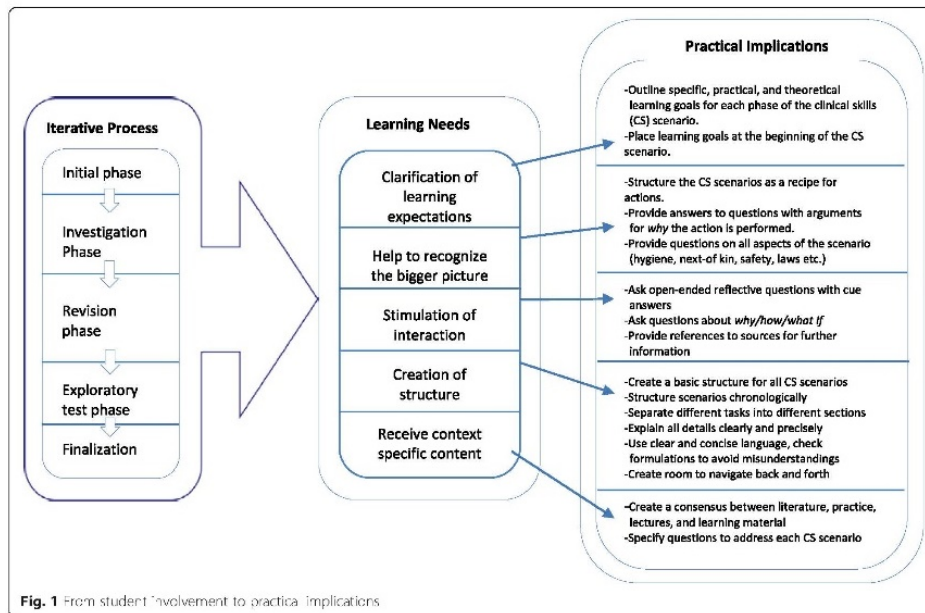 Iterative Process
Initial phase
Investigation
Phase
Revision
phase
Exploratory
test phase
Finalization
Learning Needs
Clarification of
learning
expectations
Help to recognize
the bigger picture
Stimulation of
interaction
Creation of
structure
Receive context
specific content
Practical Implications
-Outline specific, practical, and theoretical
learning goals for each phase of the clinical skills
(CS) scenario.
-Place learning goals at the beginning of the CS
scenario.
-Structure the CS scenarios as a recipe for
actions.
-Provide answers to questions with arguments
for why the action is performed.
-Provide questions on all aspects of the scenario
(hygiene, next-of kin, safety, laws etc.)
-Ask open-ended reflective questions with cue
answers
-Ask questions about why/how/what if
-Provide references to sources for further
information
-Create a basic structure for all CS scenarios
-Structure scenarios chronologically
-Separate different tasks into different sections
-Explain all details clearly and precisely
-Use clear and concise language, check
formulations to avoid misunderstandings
-Create room to navigate back and forth
-Create a consensus between literature, practice,
lectures, and learning material
-Specify questions to address each CS scenario
Fig. 1 From student involvement to practical implications